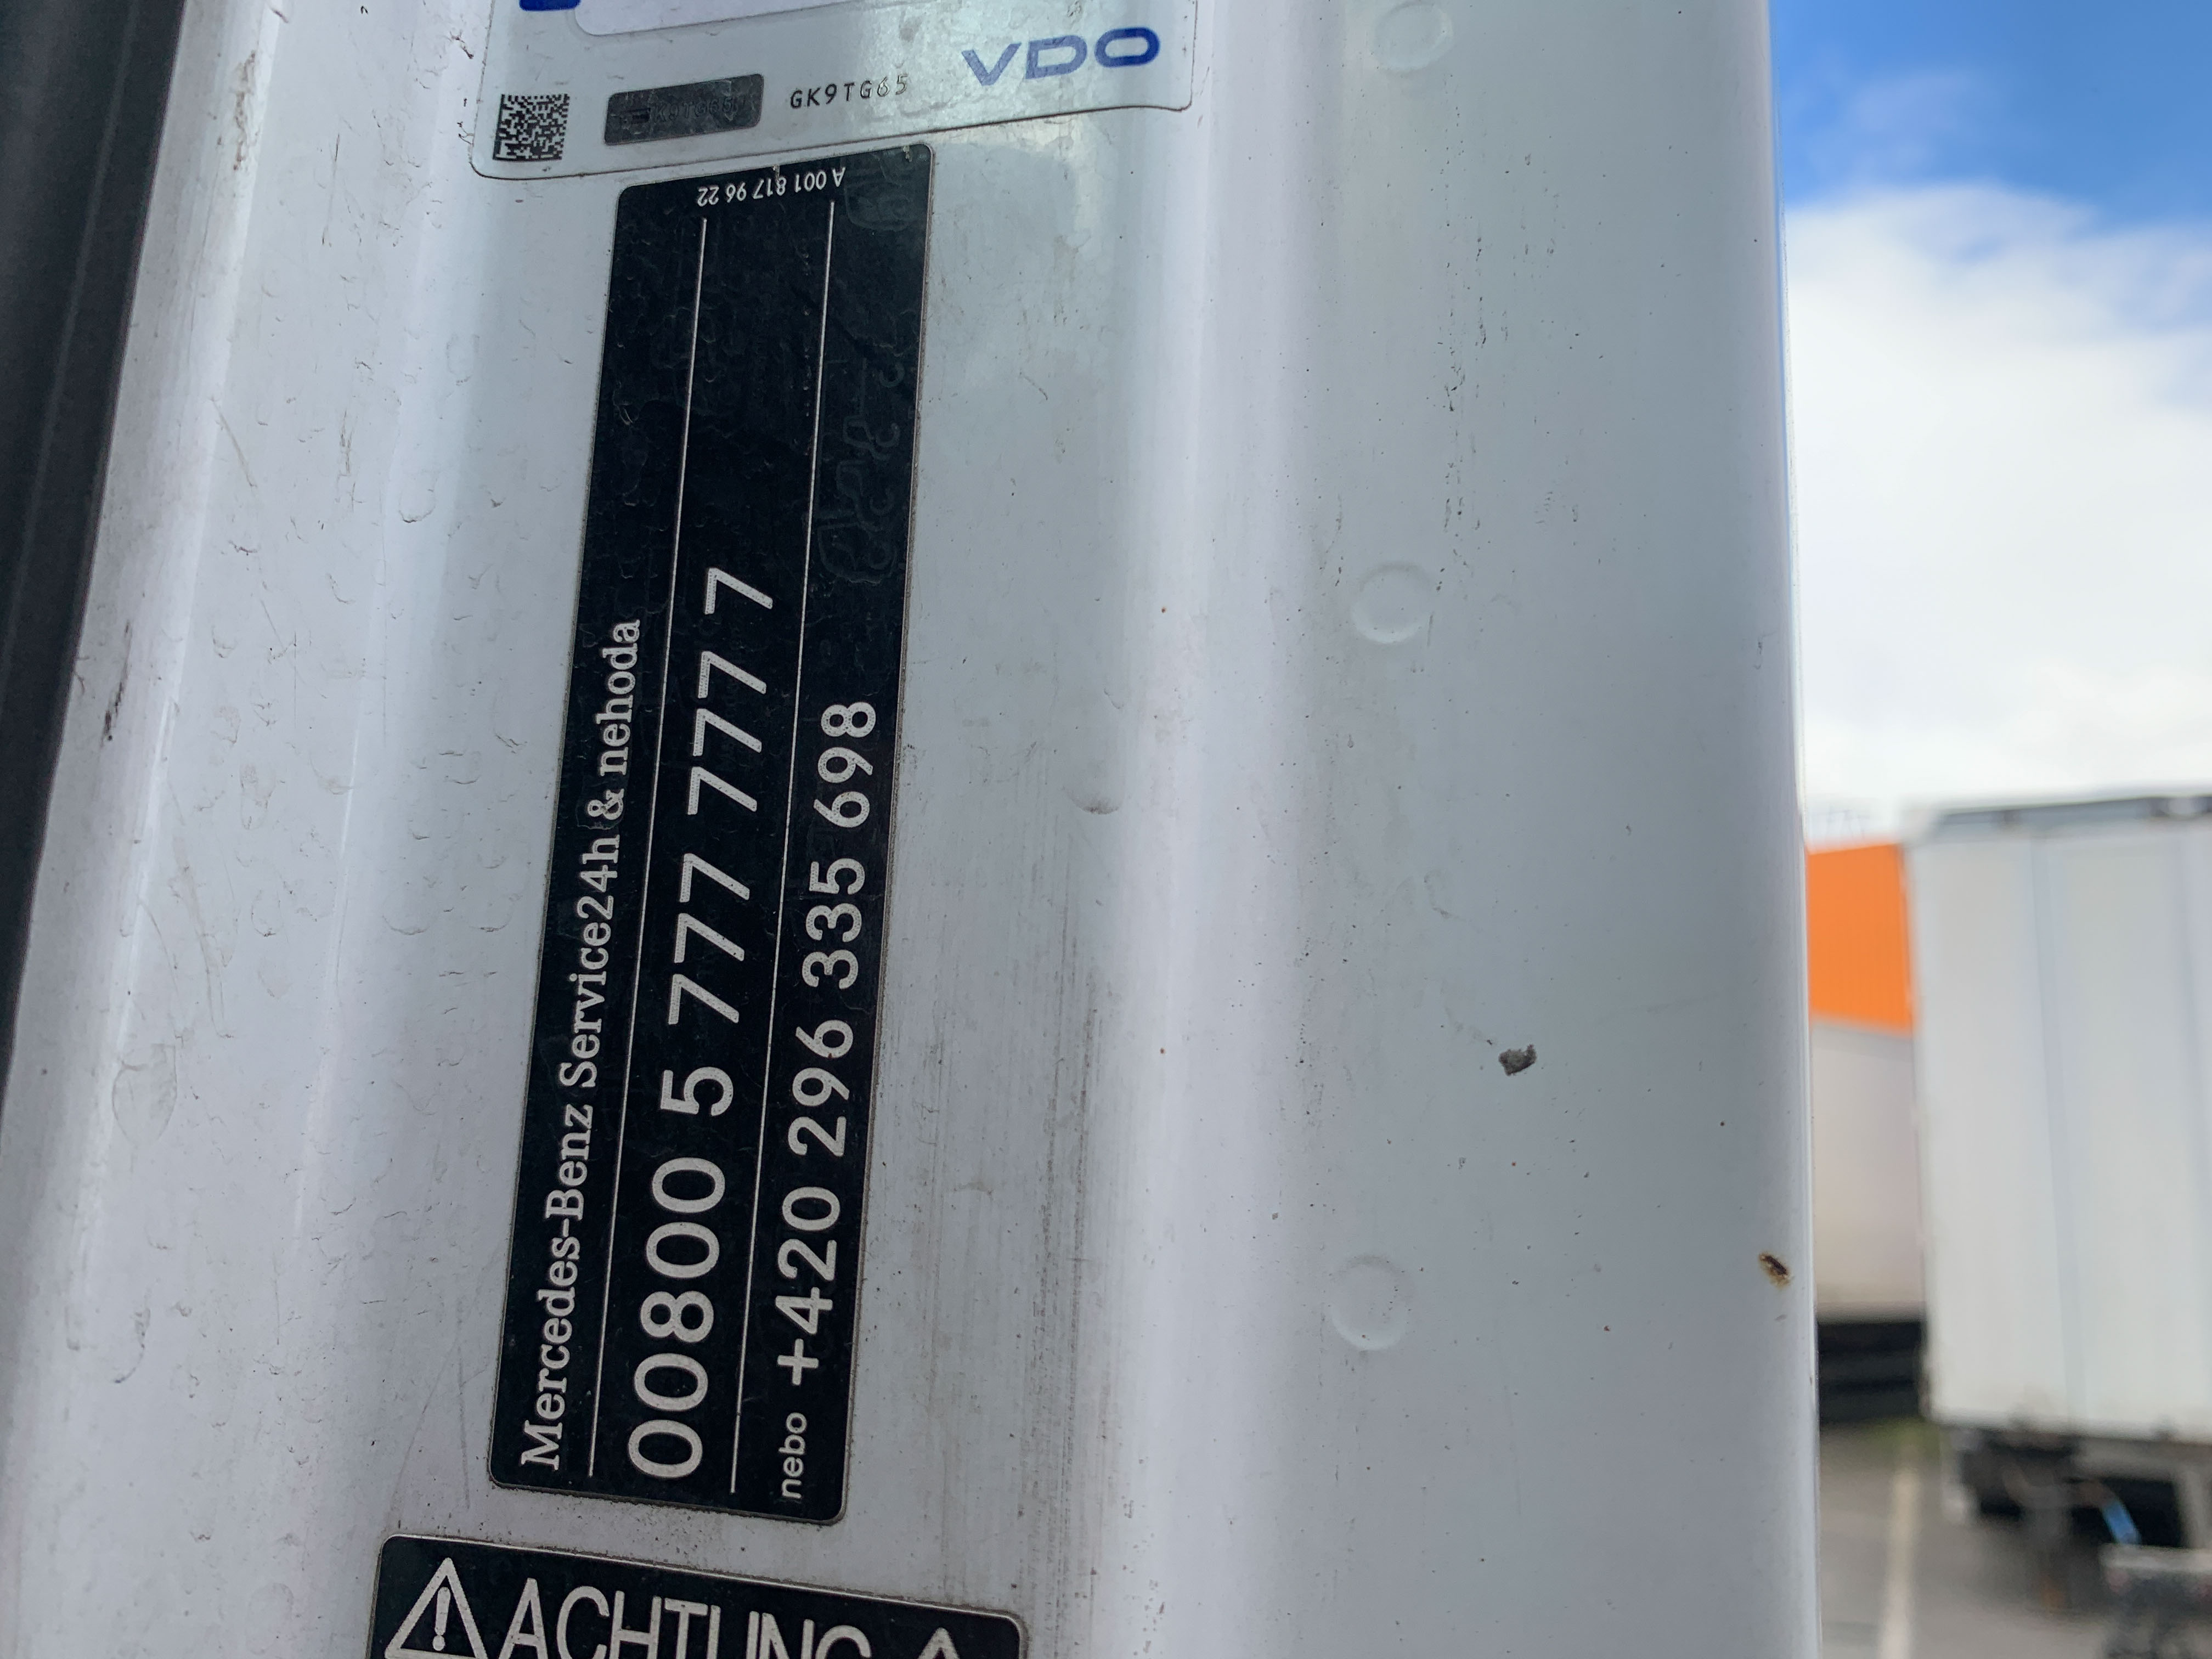 VDO
GK9TG65
A 001 817 96 22
Mercedes-Benz Service24h & nehoda
00800 5 777 7777
nebo +420 296 335 698
ACHTUNG